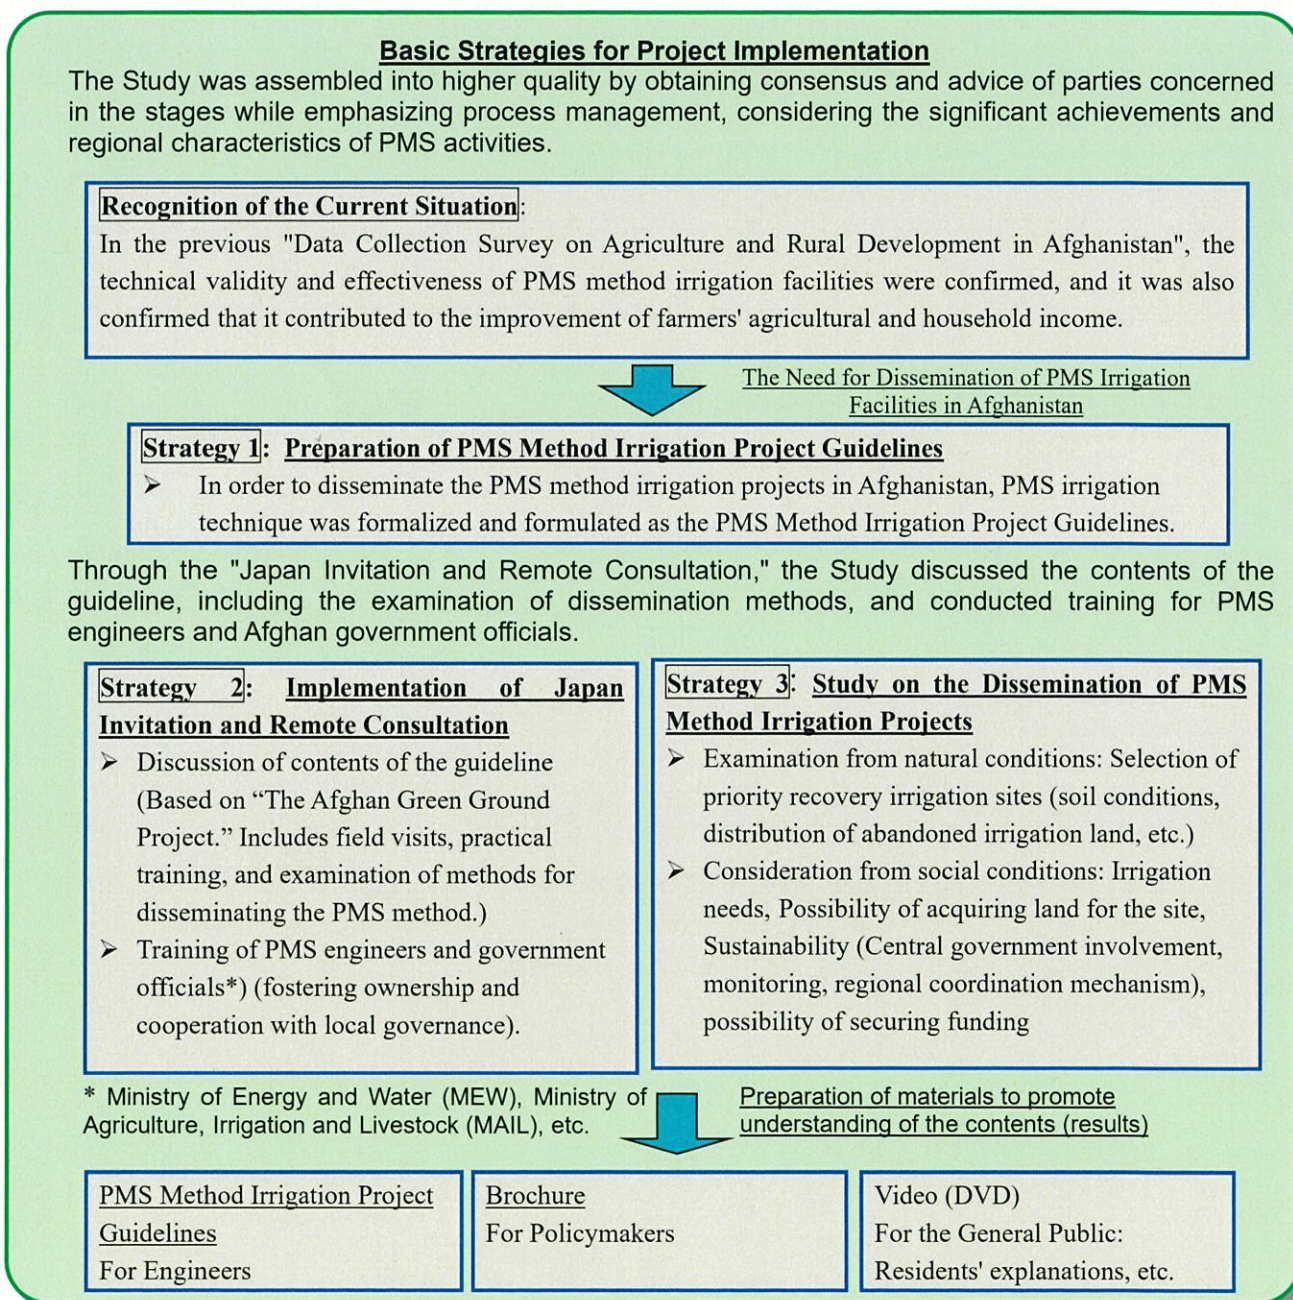 Basic Strategies for Project Implementation
The Study was assembled into higher quality by obtaining consensus and advice of parties concerned
in the stages while emphasizing process management, considering the significant achievements and
regional characteristics of PMS activities.
Recognition of the Current Situation:
In the previous "Data Collection Survey on Agriculture and Rural Development in Afghanistan", the
technical validity and effectiveness of PMS method irrigation facilities were confirmed, and it was also
confirmed that it contributed to the improvement of farmers' agricultural and household income.
The Need for Dissemination of PMS Irrigation
Facilities in Afghanistan
Strategy 1: Preparation of PMS Method Irrigation Project Guidelines
➢ In order to disseminate the PMS method irrigation projects in Afghanistan, PMS irrigation
technique was formalized and formulated as the PMS Method Irrigation Project Guidelines.
Through the "Japan Invitation and Remote Consultation," the Study discussed the contents of the
guideline, including the examination of dissemination methods, and conducted training for PMS
engineers and Afghan government officials.
Strategy 2: Implementation of Japan
Invitation and Remote Consultation
➢ Discussion of contents of the guideline
(Based on “The Afghan Green Ground
Project.” Includes field visits, practical
training, and examination of methods for
disseminating the PMS method.)
➢ Training of PMS engineers and government
officials*) (fostering ownership and
cooperation with local governance).
Strategy 3: Study on the Dissemination of PMS
Method Irrigation Projects
➢ Examination from natural conditions: Selection of
priority recovery irrigation sites (soil conditions,
distribution of abandoned irrigation land, etc.)
➢ Consideration from social conditions: Irrigation
needs, Possibility of acquiring land for the site,
Sustainability (Central government involvement,
monitoring, regional coordination mechanism),
possibility of securing funding
* Ministry of Energy and Water (MEW), Ministry of
Agriculture, Irrigation and Livestock (MAIL), etc.
Preparation of materials to promote
understanding of the contents (results)
PMS Method Irrigation Project
Guidelines
For Engineers
Brochure
For Policymakers
Video (DVD)
For the General Public:
Residents' explanations, etc.